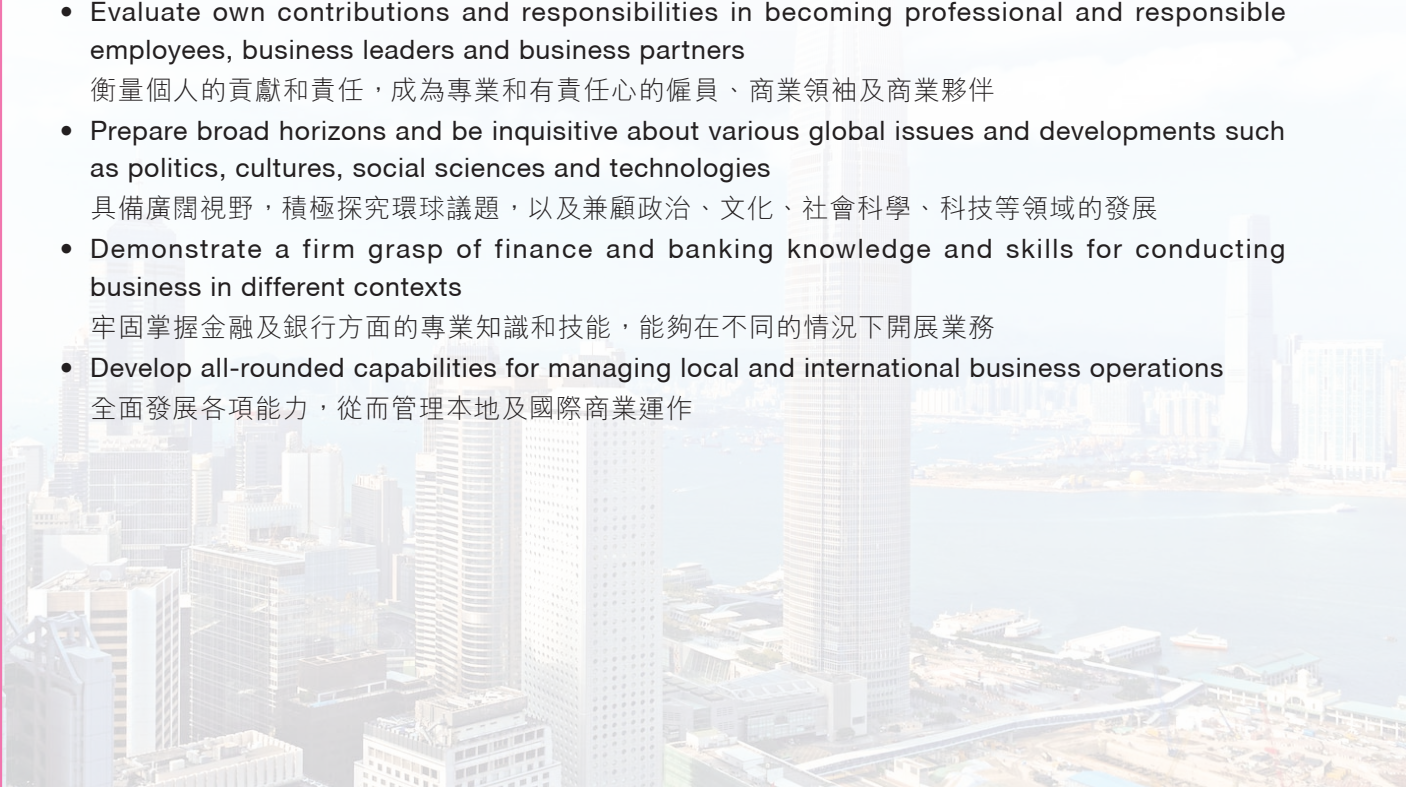 • Evaluate own contributions and responsibilities in becoming professional and responsible
employees, business leaders and business partners
衡量個人的貢獻和責任，成為專業和有責任心的僱員、商業領袖及商業夥伴
• Prepare broad horizons and be inquisitive about various global issues and developments such
as politics, cultures, social sciences and technologies
具備廣闊視野，積極探究環球議題，以及兼顧政治、文化、社會科學、科技等領域的發展
• Demonstrate a firm grasp of finance and banking knowledge and skills for conducting
business in different contexts
牢固掌握金融及銀行方面的專業知識和技能，能夠在不同的情況下開展業務
• Develop all-rounded capabilities for managing local and international business operations
全面發展各項能力，從而管理本地及國際商業運作